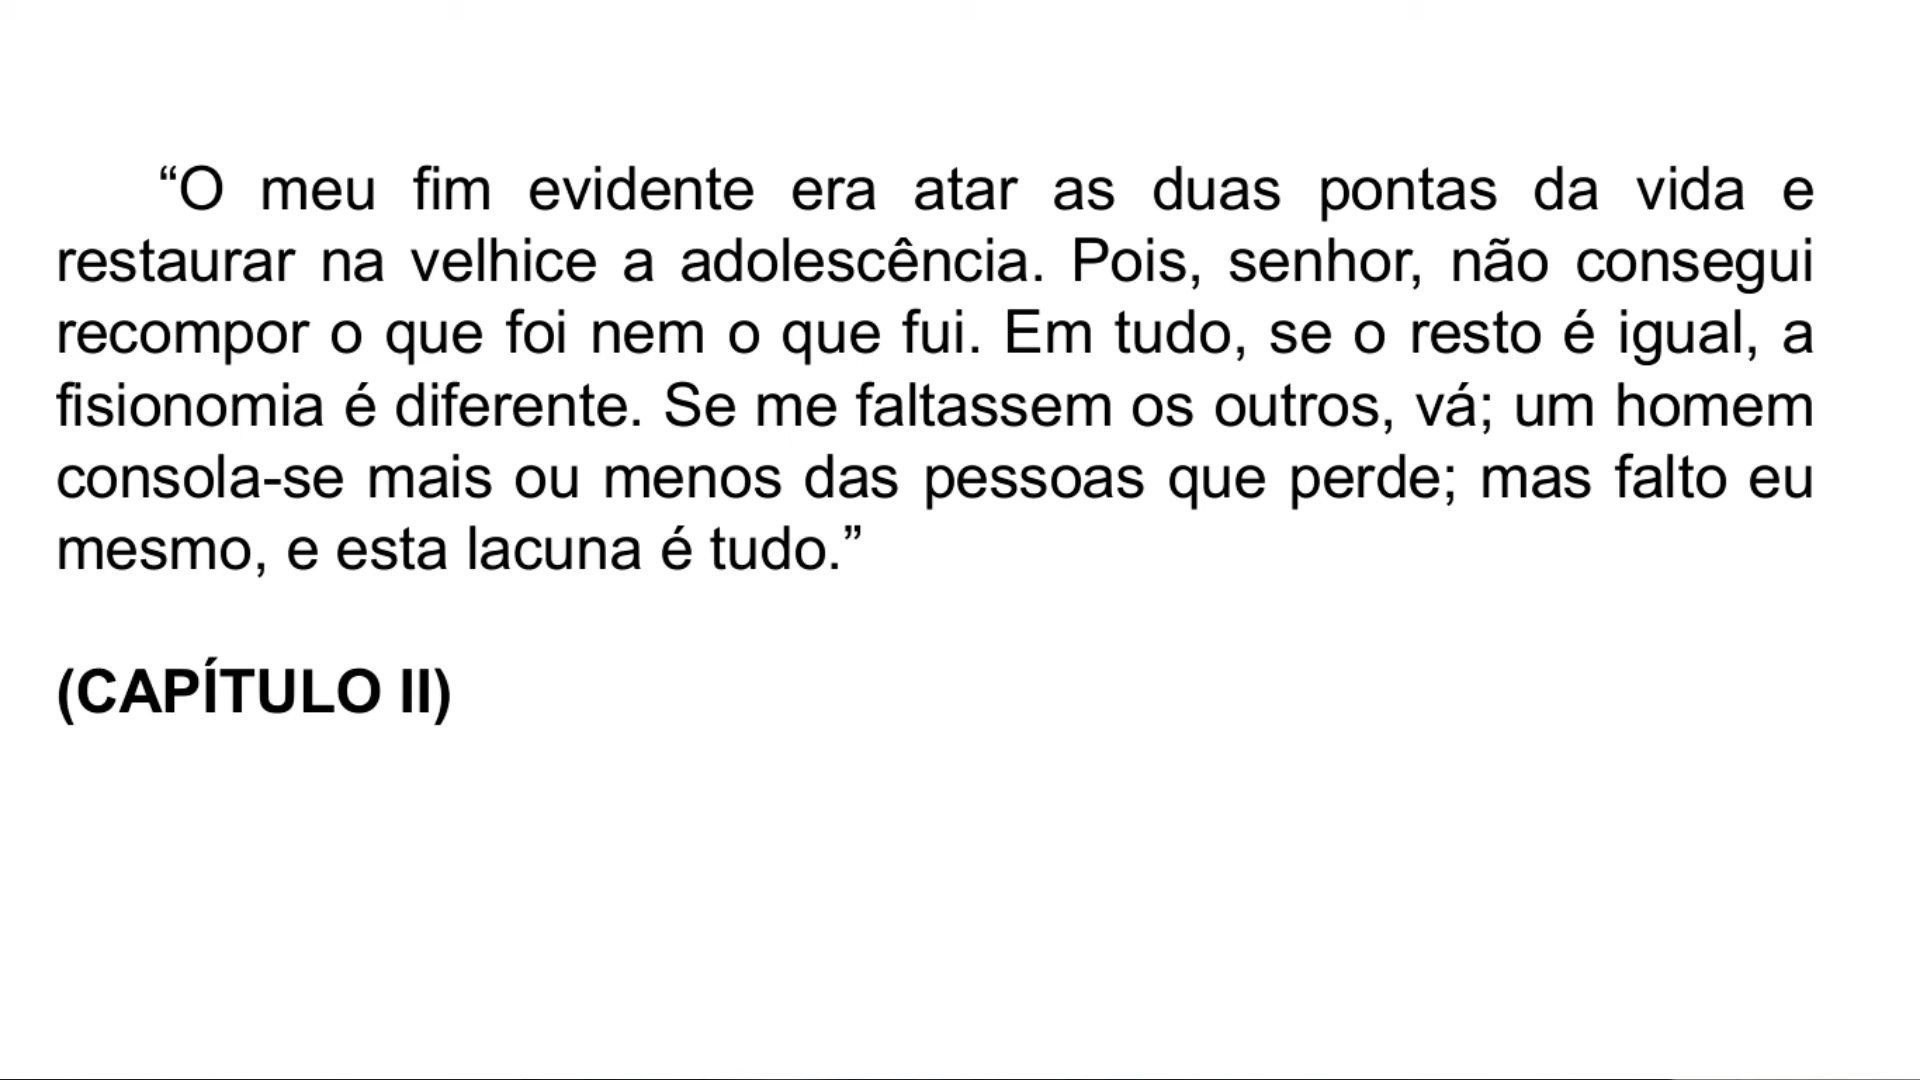 “O meu fim evidente era atar as duas pontas da vida e
restaurar na velhice a adolescência. Pois, senhor, não consegui
recompor o que foi nem o que fui. Em tudo, se o resto é igual, a
fisionomia é diferente. Se me faltassem os outros, vá; um homem
consola-se mais ou menos das pessoas que perde; mas falto eu
mesmo, e esta lacuna é tudo.”
(CAPÍTULO II)